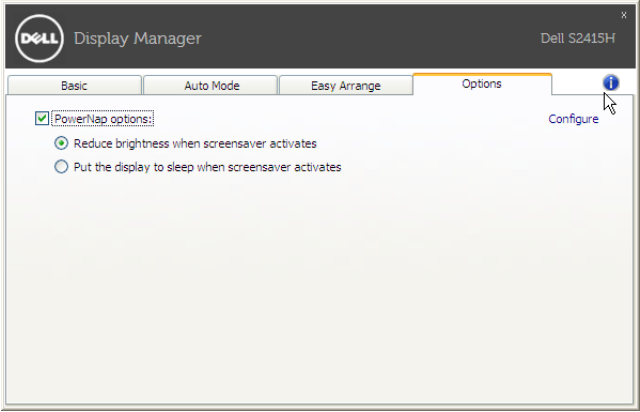 x
DELL Display Manager Dell S2415H
Basic Auto Mode Easy Arrange Options i
PowerNap options: Configure
Reduce brightness when screensaver activates
Put the display to sleep when screensaver activates